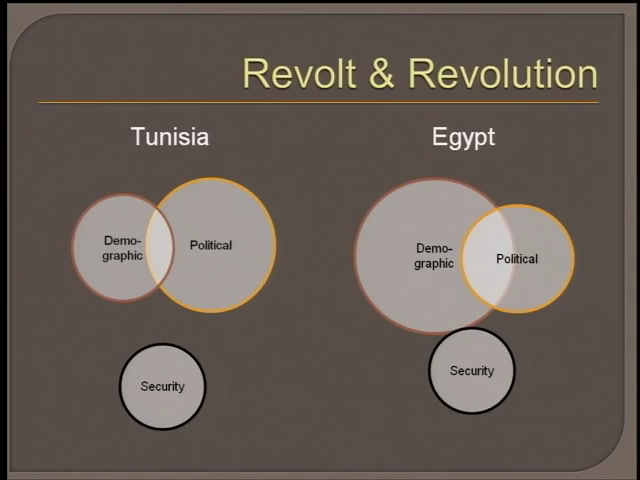 Revolt & Revolution
Tunisia
Demo-
graphic
Political
Security
Egypt
Demo-
graphic
Political
Security